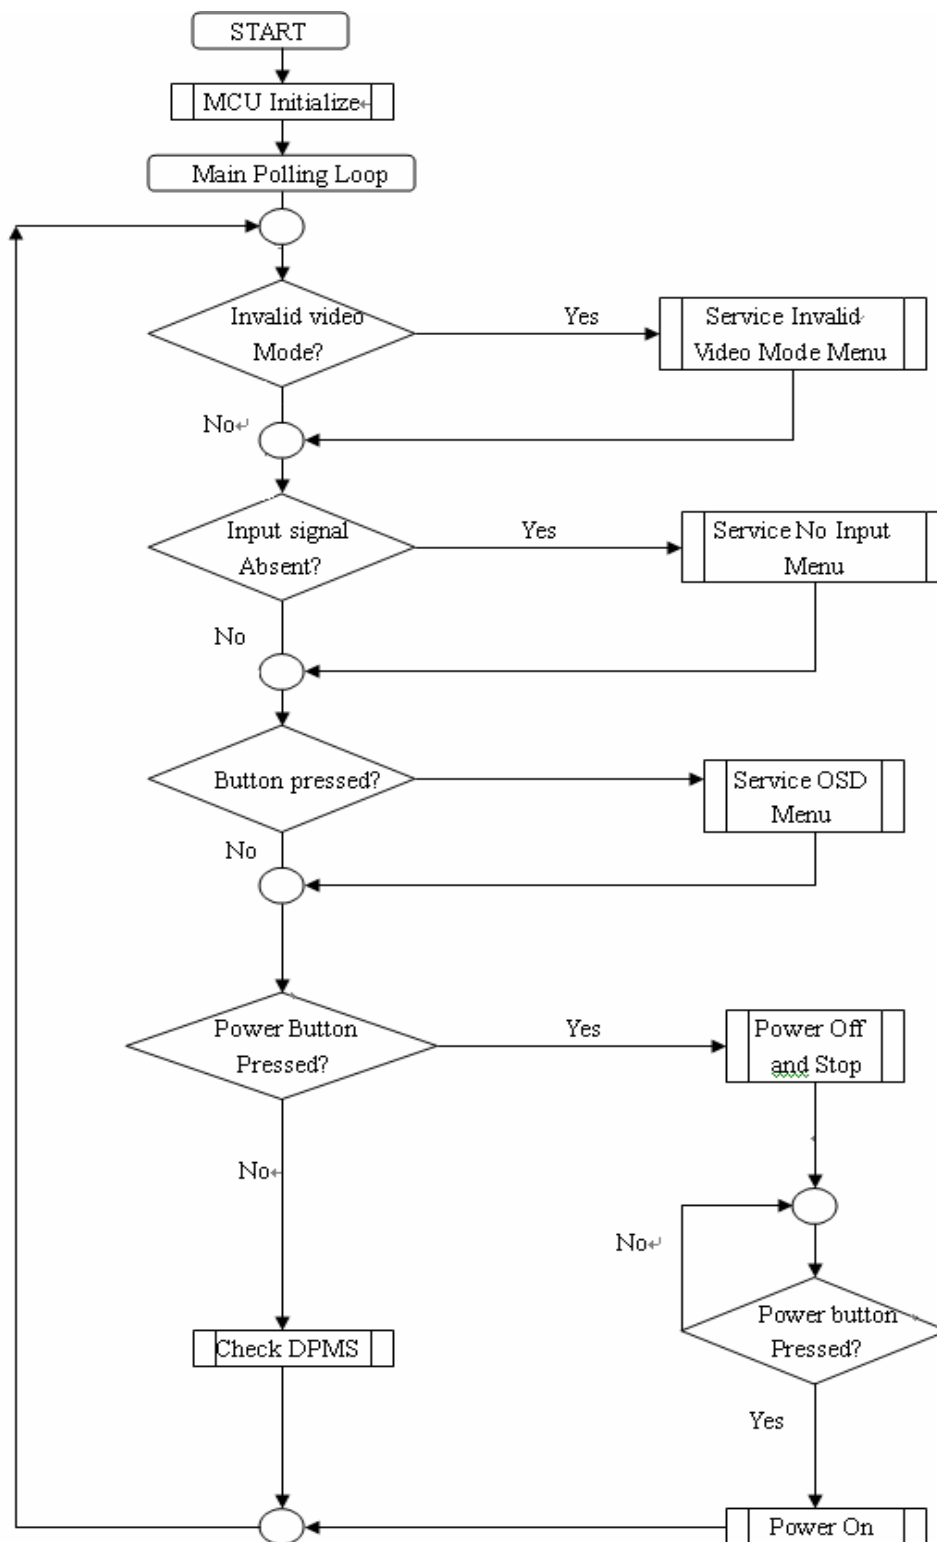 START
MCU Initialize
Main Polling Loop
Invalid video
Mode?
Yes
Service Invalid
Video Mode Menu
No
Input signal
Absent?
Yes
Service No Input
Menu
No
Button pressed?
Service OSD
Menu
No
Power Button
Pressed?
Yes
Power Off
and Stop
No
No
Power button
Pressed?
Check DPMS
Yes
Power On